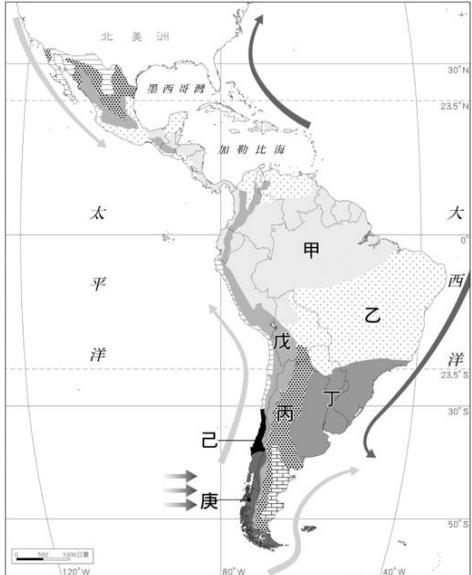 北美洲
30°N
墨西哥灣
23.5°N
加勒比海
太平洋
大西洋
0°
甲
乙
戊
23.5°S
丁
30°S
丙
己
庚
50°S
0 500 1000公里
120°W
80°W
40°W